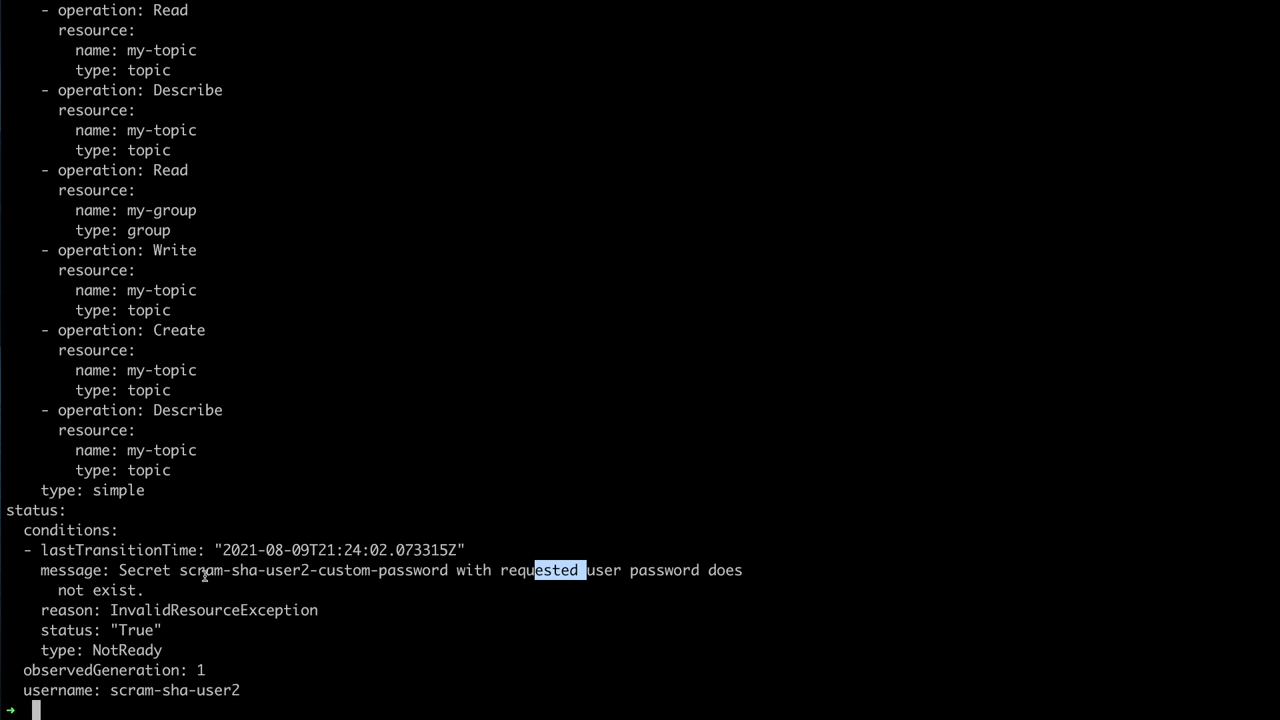 - operation: Read
resource:
name: my-topic
type: topic
- operation: Describe
resource:
name: my-topic
type: topic
- operation: Read
resource:
name: my-group
type: group
- operation: Write
resource:
name: my-topic
type: topic
- operation: Create
resource:
name: my-topic
type: topic
- operation: Describe
resource:
name: my-topic
type: topic
type: simple
status:
conditions:
- lastTransitionTime: "2021-08-09T21:24:02.073315Z"
message: Secret scram-sha-user2-custom-password with requested user password does
not exist.
reason: InvalidResourceException
status: "True"
type: NotReady
observedGeneration: 1
username: scram-sha-user2
➜